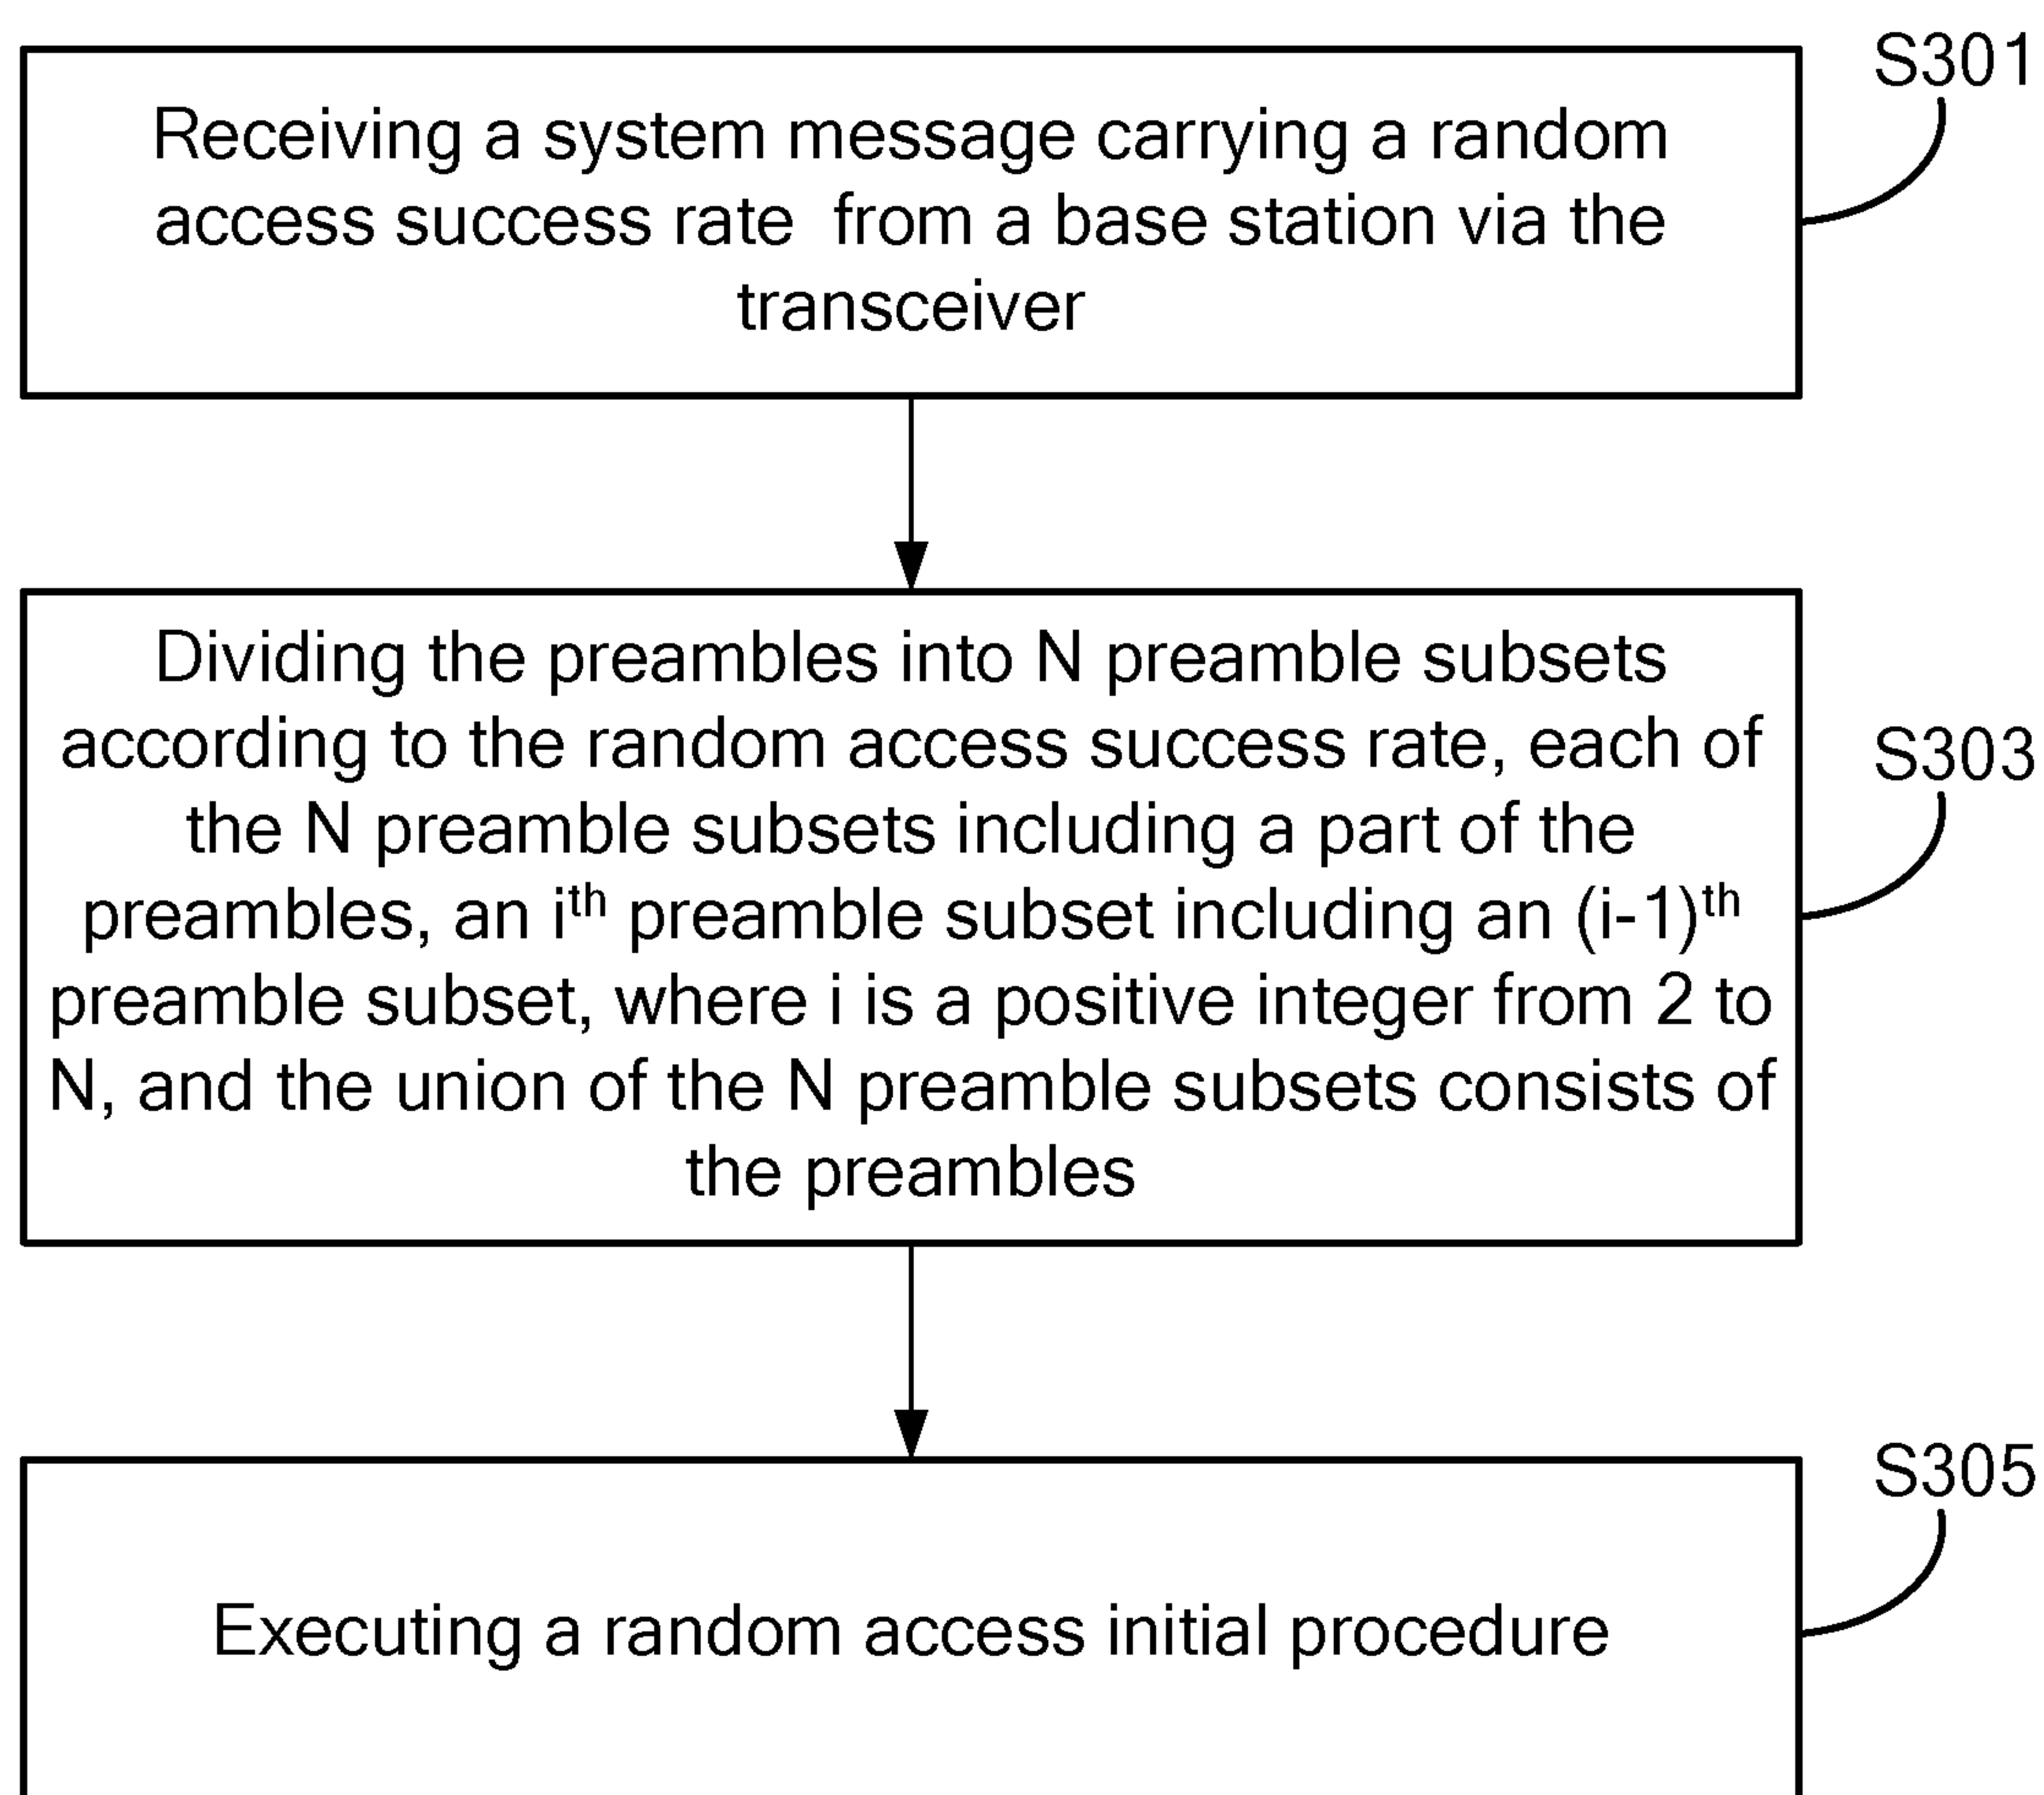 S301
Receiving a system message carrying a random
access success rate from a base station via the
transceiver
Dividing the preambles into N preamble subsets
according to the random access success rate, each of
the N preamble subsets including a part of the
preambles, an iᵗʰ preamble subset including an (i-1)ᵗʰ
preamble subset, where i is a positive integer from 2 to
N, and the union of the N preamble subsets consists of
the preambles
S303
S305
Executing a random access initial procedure